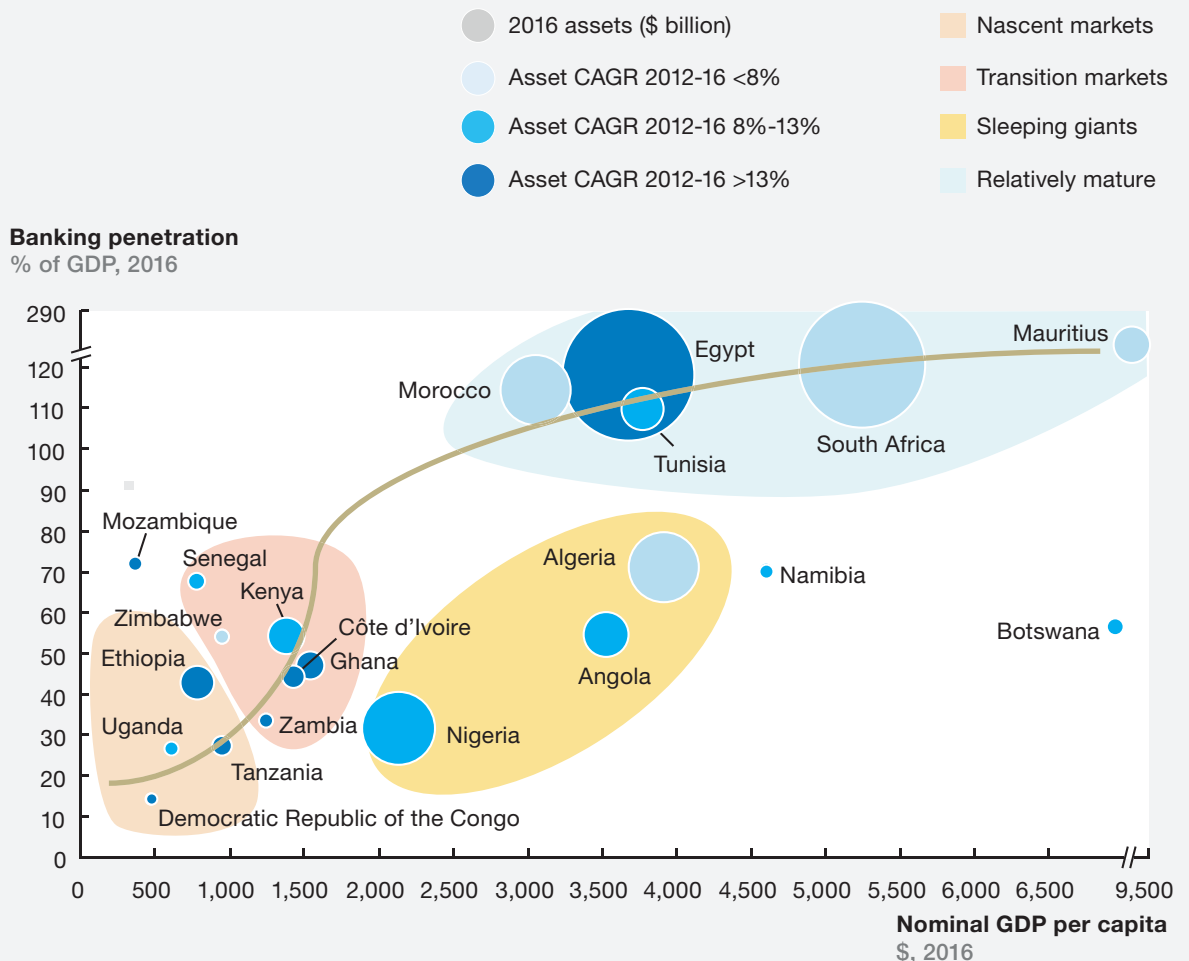 2016 assets ($ billion)
Asset CAGR 2012-16 <8%
Asset CAGR 2012-16 8%-13%
Asset CAGR 2012-16 >13%
Nascent markets
Transition markets
Sleeping giants
Relatively mature
Banking penetration
% of GDP, 2016
290
120
110
100
90
80
70
60
50
40
30
20
10
0
Mauritius
Egypt
Morocco
South Africa
Tunisia
Mozambique
Senegal
Algeria
Namibia
Kenya
Zimbabwe
Côte d’Ivoire
Botswana
Ethiopia
Ghana
Angola
Uganda
Zambia
Nigeria
Tanzania
Democratic Republic of the Congo
0 500 1,000 1,500 2,000 2,500 3,000 3,500 4,000 4,500 5,000 5,500 6,000 6,500 9,500
Nominal GDP per capita
$, 2016